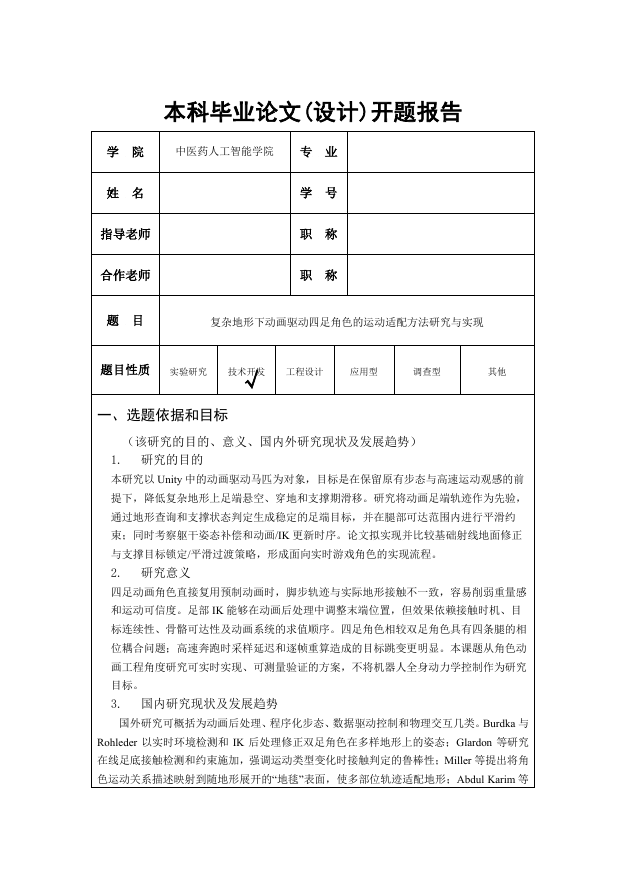 本科毕业论文(设计)开题报告
学 院 中医药人工智能学院 专 业
姓 名 学 号
指导老师 职 称
合作老师 职 称
题 目 复杂地形下动画驱动四足角色的运动适配方法研究与实现
题目性质 实验研究 技术开发 工程设计 应用型 调查型 其他
√
一、选题依据和目标
（该研究的目的、意义、国内外研究现状及发展趋势）
1. 研究的目的
本研究以 Unity 中的动画驱动马匹为对象，目标是在保留原有步态与高速运动观感的前
提下，降低复杂地形上足端悬空、穿地和支撑期滑移。研究将动画足端轨迹作为先验，
通过地形查询和支撑状态判定生成稳定的足端目标，并在腿部可达范围内进行平滑约
束；同时考察躯干姿态补偿和动画/IK 更新时序。论文拟实现并比较基础射线地面修正
与支撑目标锁定/平滑过渡策略，形成面向实时游戏角色的实现流程。
2. 研究意义
四足动画角色直接复用预制动画时，脚步轨迹与实际地形接触不一致，容易削弱重量感
和运动可信度。足部 IK 能够在动画后处理中调整末端位置，但效果依赖接触时机、目
标连续性、骨骼可达性及动画系统的求值顺序。四足角色相较双足角色具有四条腿的相
位耦合问题；高速奔跑时采样延迟和逐帧重算造成的目标跳变更明显。本课题从角色动
画工程角度研究可实时实现、可测量验证的方案，不将机器人全身动力学控制作为研究
目标。
3. 国内研究现状及发展趋势
国外研究可概括为动画后处理、程序化步态、数据驱动控制和物理交互几类。Burdka 与
Rohleder 以实时环境检测和 IK 后处理修正双足角色在多样地形上的姿态；Glardon 等研究
在线足底接触检测和约束施加，强调运动类型变化时接触判定的鲁棒性；Miller 等提出将角
色运动关系描述映射到随地形展开的“地毯”表面，使多部位轨迹适配地形；Abdul Karim 等